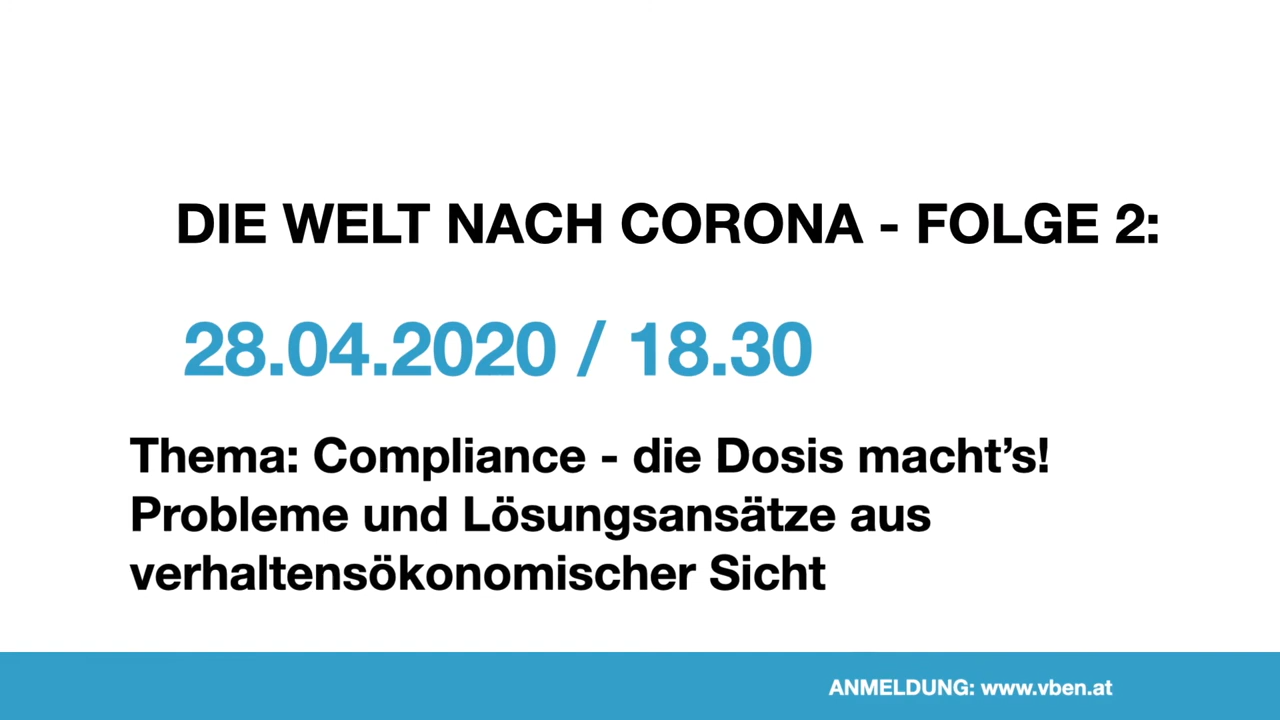 DIE WELT NACH CORONA - FOLGE 2:
28.04.2020 / 18.30
Thema: Compliance - die Dosis macht’s!
Probleme und Lösungsansätze aus
verhaltensökonomischer Sicht
ANMELDUNG: www.vben.at